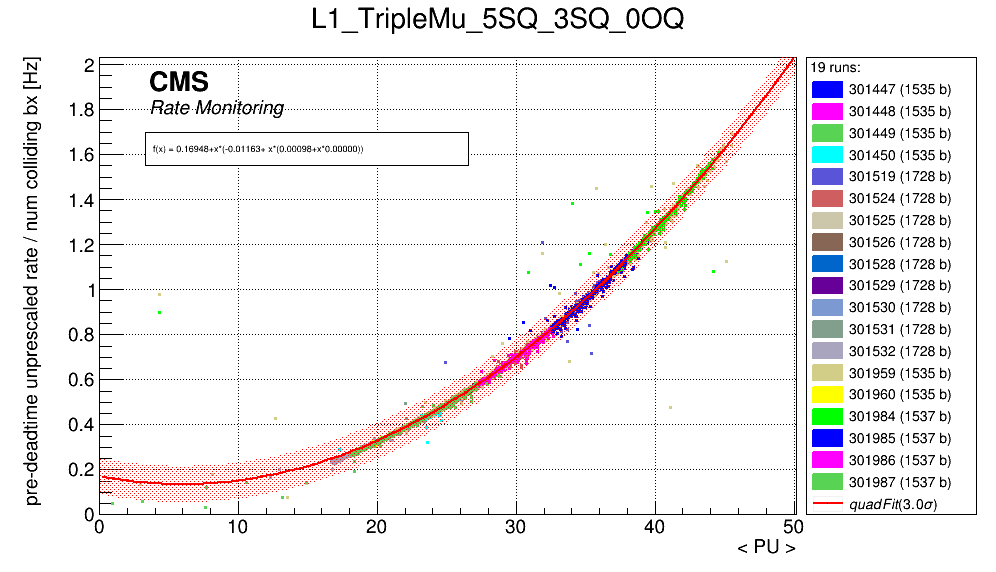 L1_TripleMu_5SQ_3SQ_0OQ
pre-deadtime unprescaled rate / num colliding bx [Hz]
CMS
Rate Monitoring
f(x) = 0.16948+x*(-0.01163+ x*(0.00098+x*0.00000))
2
1.8
1.6
1.4
1.2
1
0.8
0.6
0.4
0.2
0
0 10 20 30 40 50
< PU >
19 runs:
301447 (1535 b)
301448 (1535 b)
301449 (1535 b)
301450 (1535 b)
301519 (1728 b)
301524 (1728 b)
301525 (1728 b)
301526 (1728 b)
301528 (1728 b)
301529 (1728 b)
301530 (1728 b)
301531 (1728 b)
301532 (1728 b)
301959 (1535 b)
301960 (1535 b)
301984 (1537 b)
301985 (1537 b)
301986 (1537 b)
301987 (1537 b)
quadFit(3.0σ)